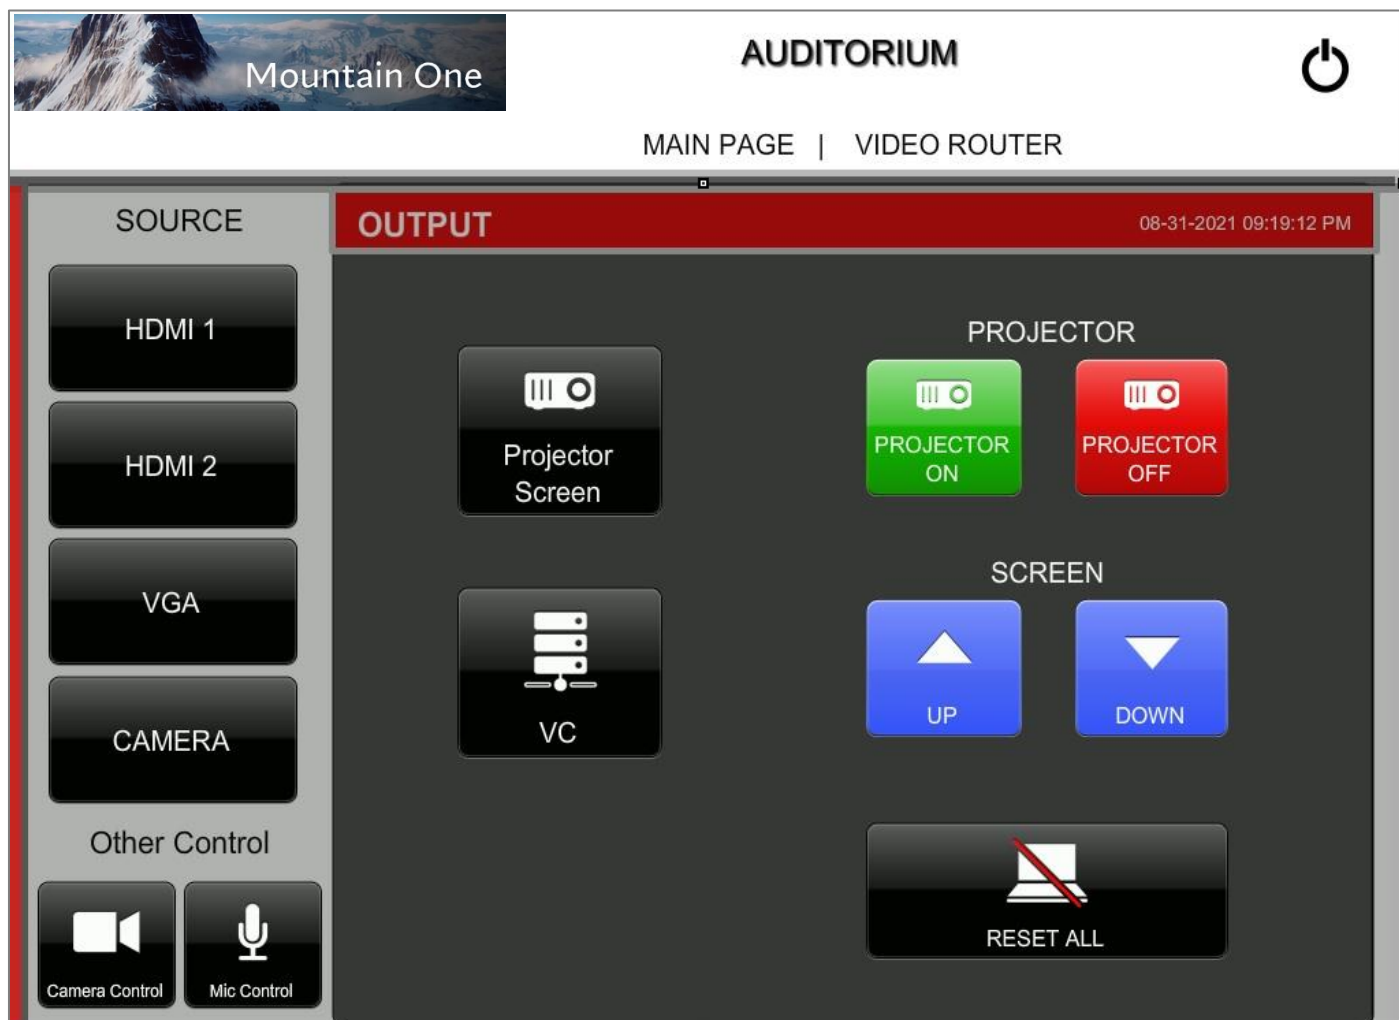 Mountain One
AUDITORIUM
MAIN PAGE | VIDEO ROUTER
SOURCE
HDMI 1
HDMI 2
VGA
CAMERA
Other Control
Camera Control
Mic Control
OUTPUT
08-31-2021 09:19:12 PM
Projector
Screen
VC
PROJECTOR
PROJECTOR
ON
PROJECTOR
OFF
SCREEN
UP
DOWN
RESET ALL